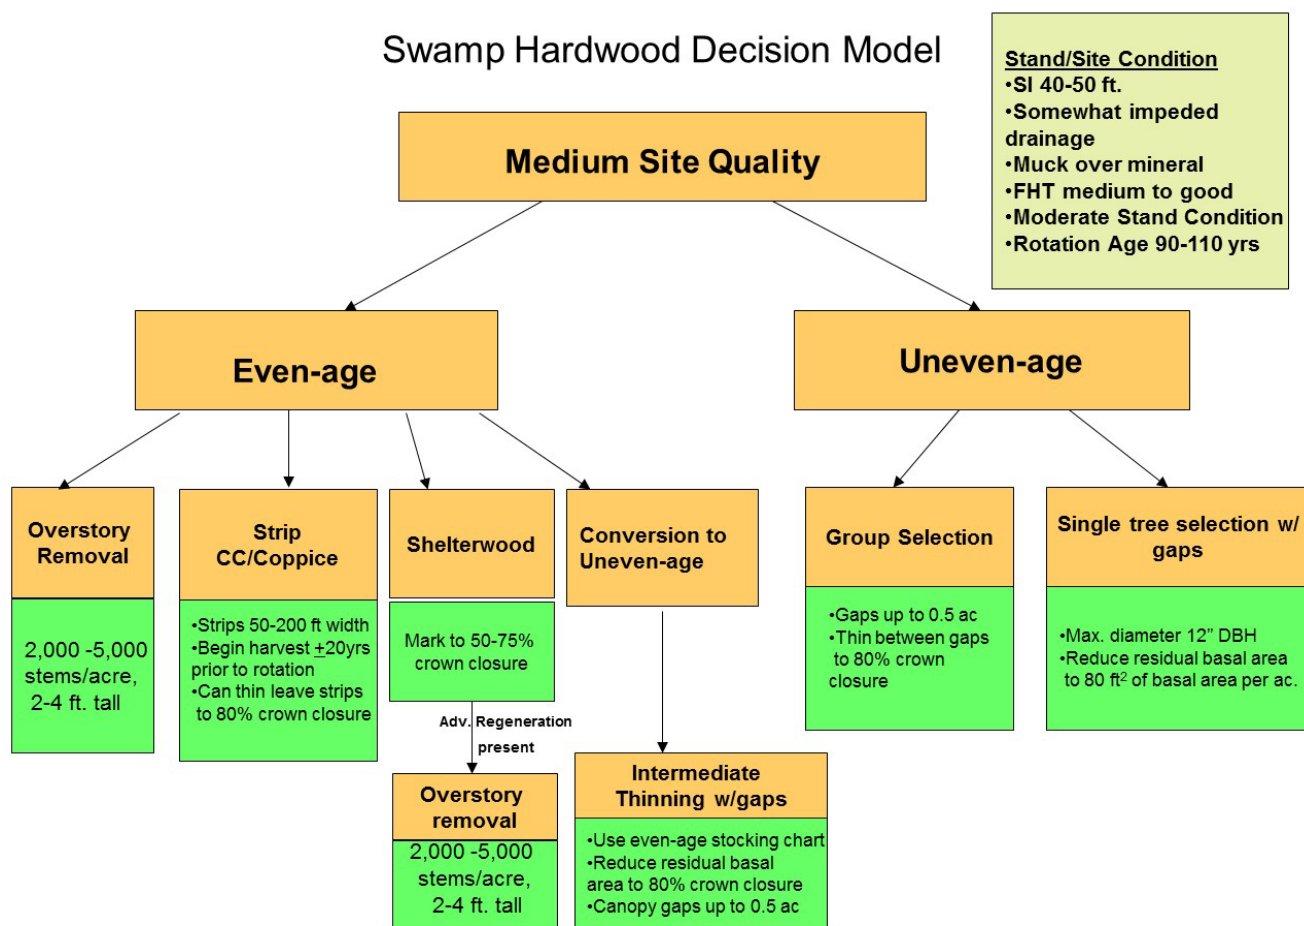 Swamp Hardwood Decision Model
Stand/Site Condition
•SI 40-50 ft.
•Somewhat impeded
drainage
•Muck over mineral
•FHT medium to good
•Moderate Stand Condition
•Rotation Age 90-110 yrs
Medium Site Quality
Even-age
Uneven-age
Overstory
Removal
2,000 -5,000
stems/acre,
2-4 ft. tall
Strip
CC/Coppice
•Strips 50-200 ft width
•Begin harvest ±20yrs
prior to rotation
•Can thin leave strips
to 80% crown closure
Shelterwood
Mark to 50-75%
crown closure
Adv. Regeneration
present
Overstory
removal
2,000 -5,000
stems/acre,
2-4 ft. tall
Conversion to
Uneven-age
Intermediate
Thinning w/gaps
•Use even-age stocking chart
•Reduce residual basal
area to 80% crown closure
•Canopy gaps up to 0.5 ac
Group Selection
•Gaps up to 0.5 ac
•Thin between gaps
to 80% crown
closure
Single tree selection w/
gaps
•Max. diameter 12” DBH
•Reduce residual basal area
to 80 ft² of basal area per ac.